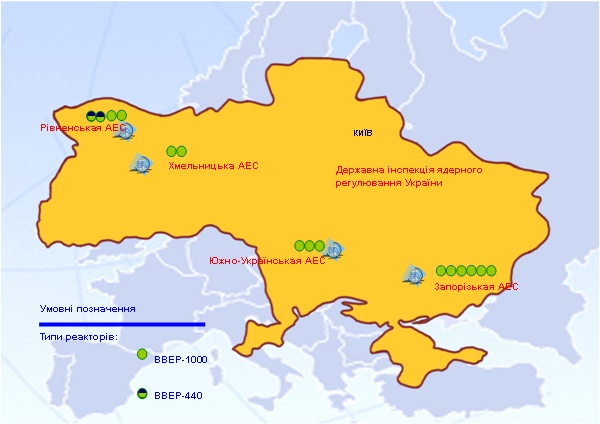 Рівненськая АЕС
КИЇВ
Хмельницька АЕС
Державна інспекція ядерного
регулювання України
Южно-Українськая АЕС
Запорізькая АЕС
Умовні позначення
Типи реакторів:
ВВЕР-1000
ВВЕР-440